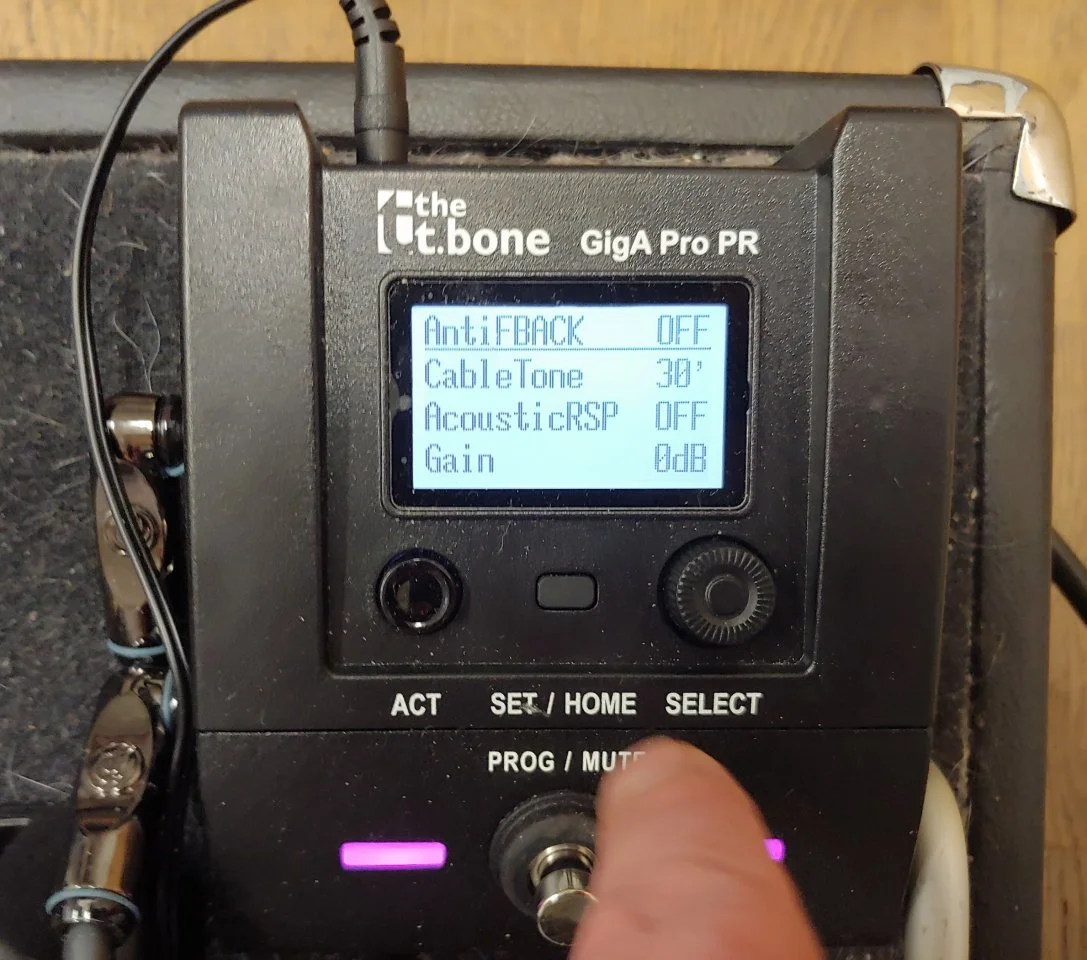 the
t.bone GigA Pro PR
AntiFBACK OFF
CableTone 30'
AcousticRSP OFF
Gain 0dB
ACT SET / HOME SELECT
PROG / MUTE